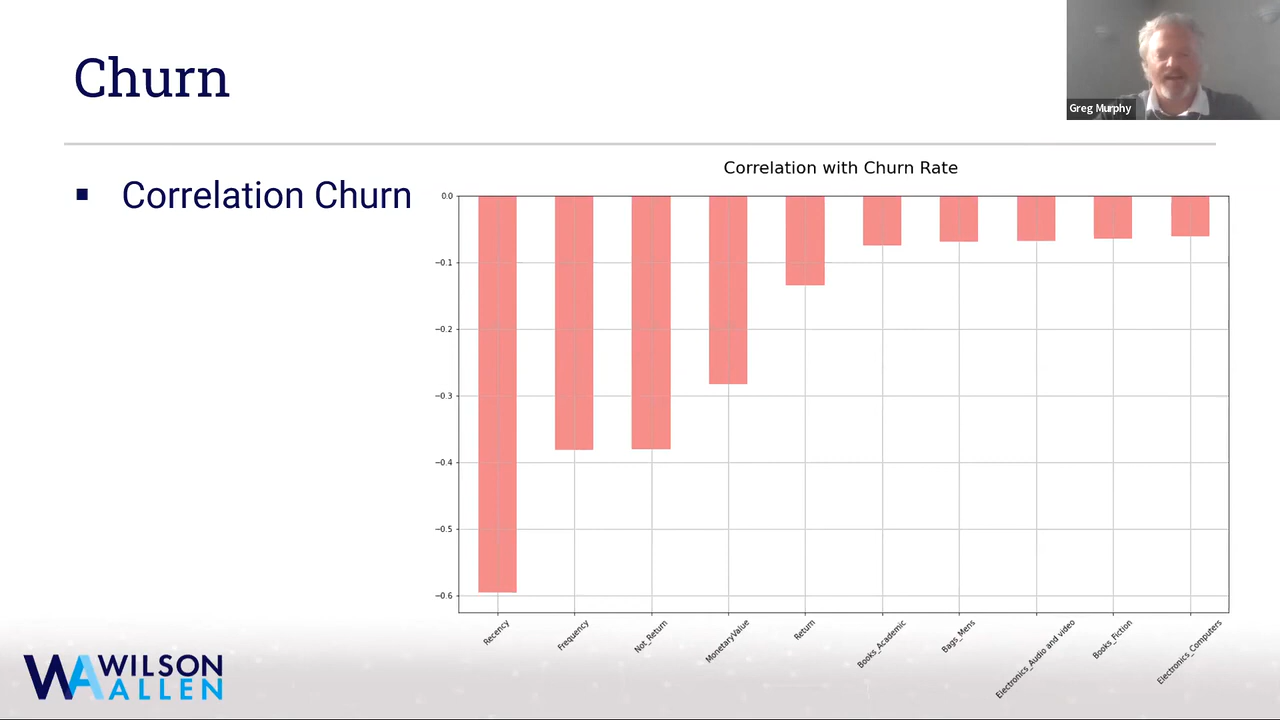 Churn
Greg Murphy
▪ Correlation Churn
Correlation with Churn Rate
0.0
−0.1
−0.2
−0.3
−0.4
−0.5
−0.6
Recency
Frequency
Not_Return
MonetaryValue
Return
Books_Academic
Bags_Mens
Electronics_Audio and video
Books_Fiction
Electronics_Computers
WA WILSON
ALLEN